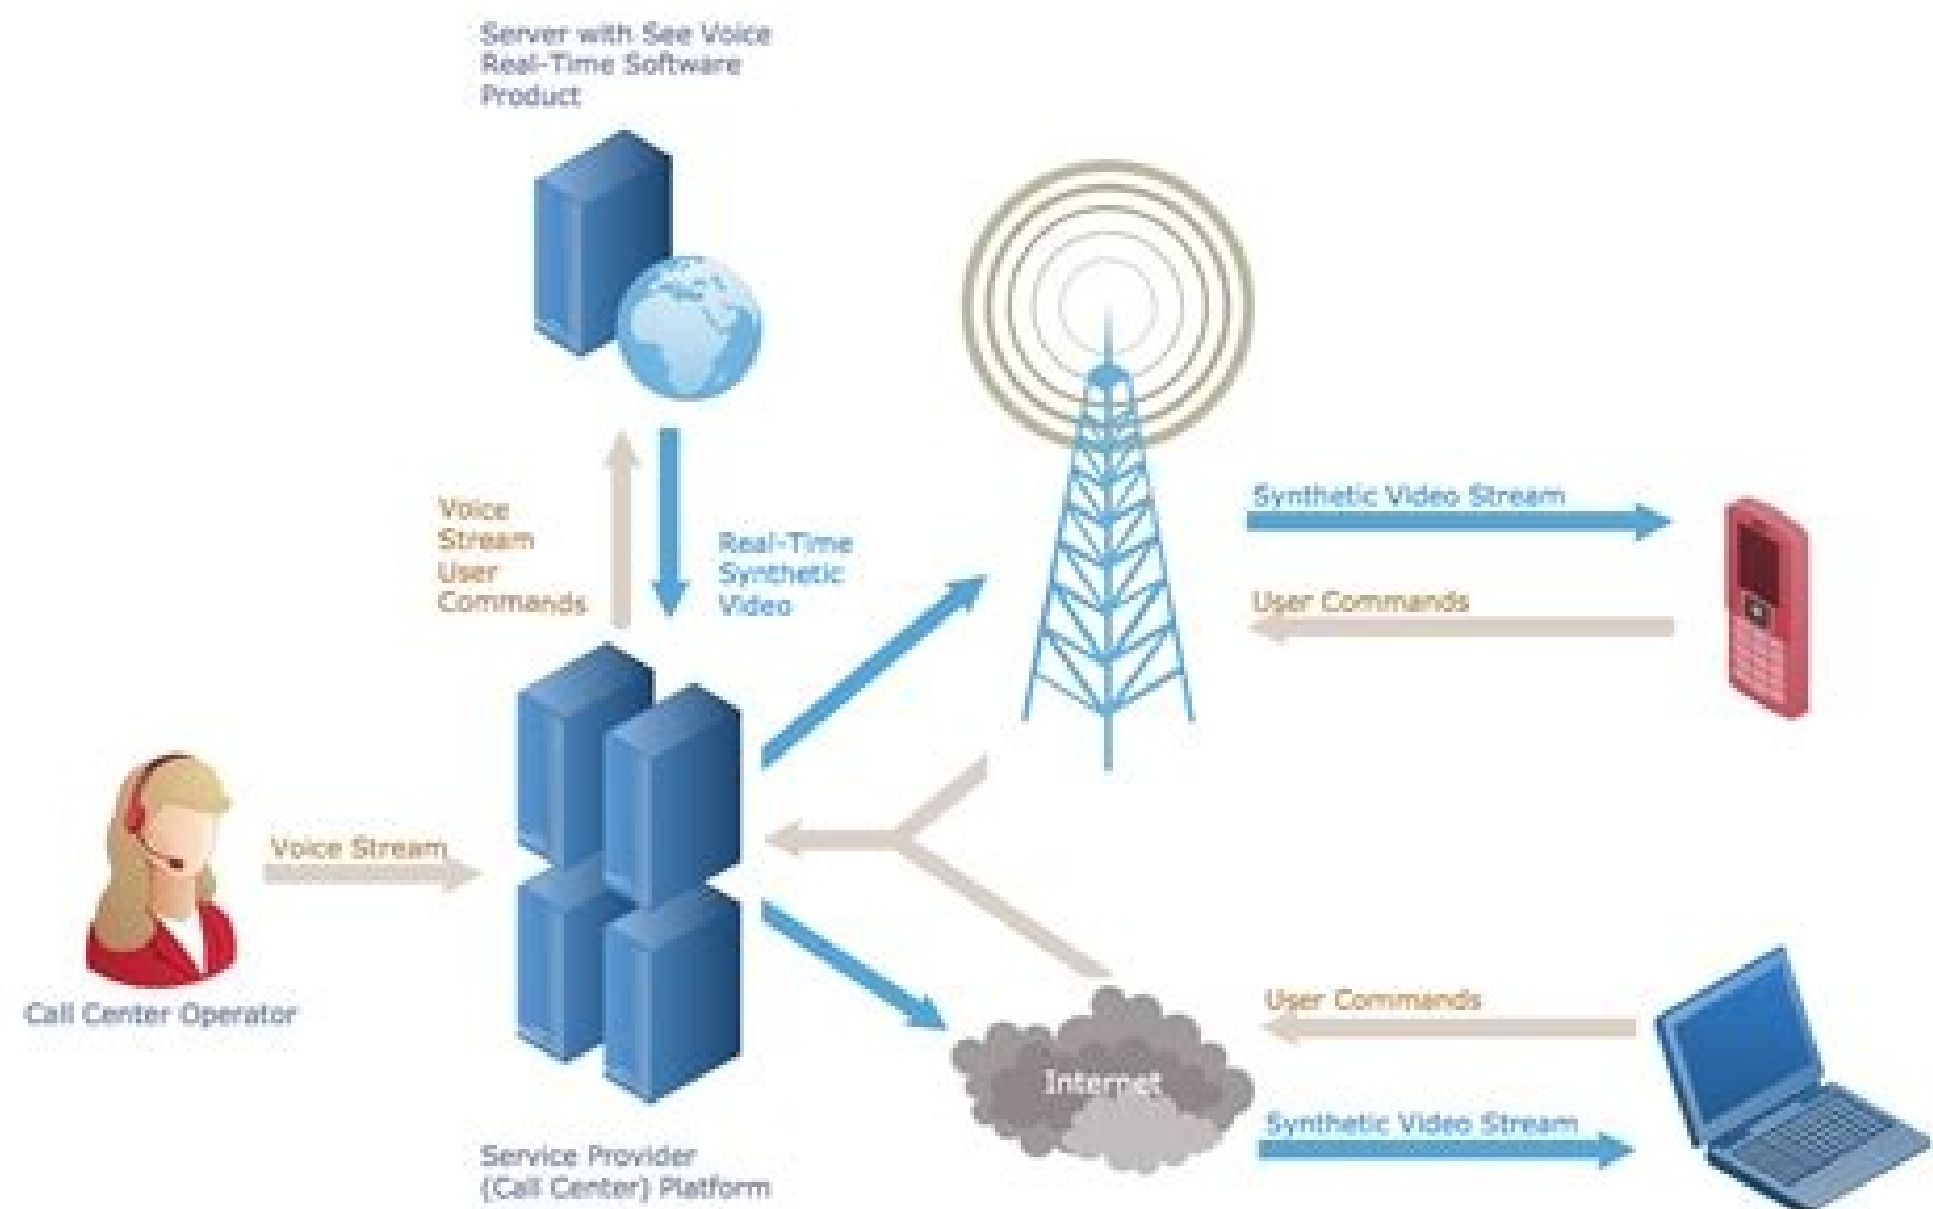 Server with See Voice
Real-Time Software
Product
Voice
Stream
User
Commands
Real-Time
Synthetic
Video
Synthetic Video Stream
User Commands
Voice Stream
Call Center Operator
User Commands
Internet
Synthetic Video Stream
Service Provider
(Call Center) Platform